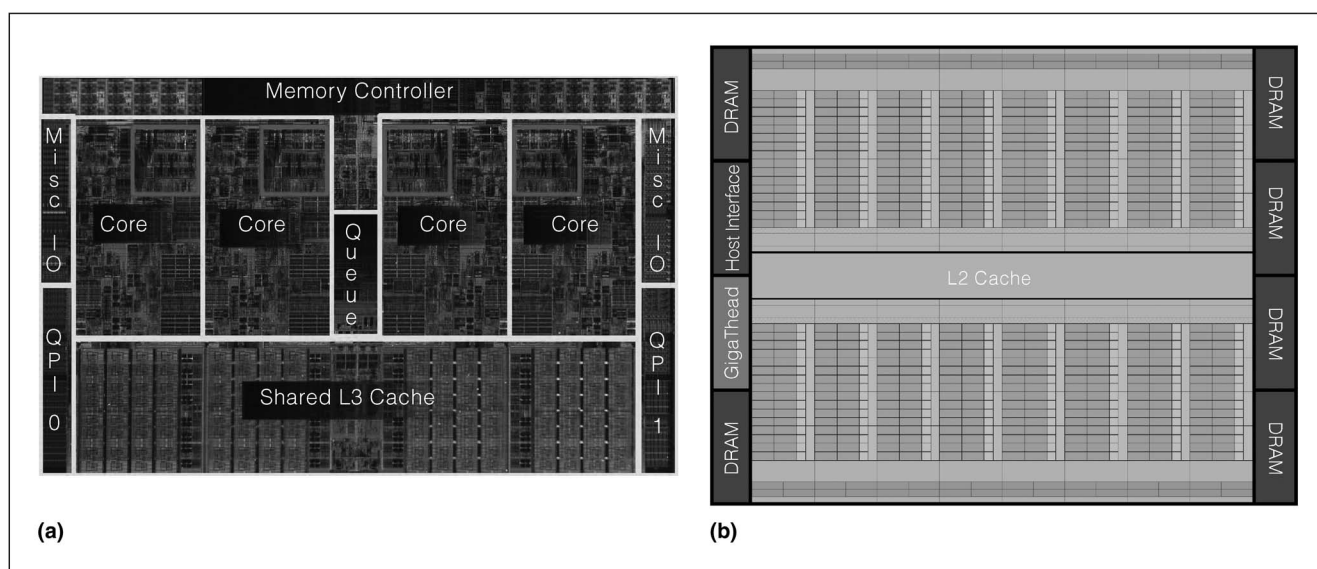 Memory Controller
Misc IO
Core
Core
Queue
Core
Core
Misc IO
QPI 0
Shared L3 Cache
QPI 1
(a)
DRAM
Host Interface
GigaThead
DRAM
L2 Cache
DRAM
DRAM
DRAM
DRAM
(b)